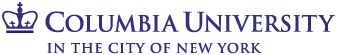 COLUMBIA UNIVERSITY
IN THE CITY OF NEW YORK